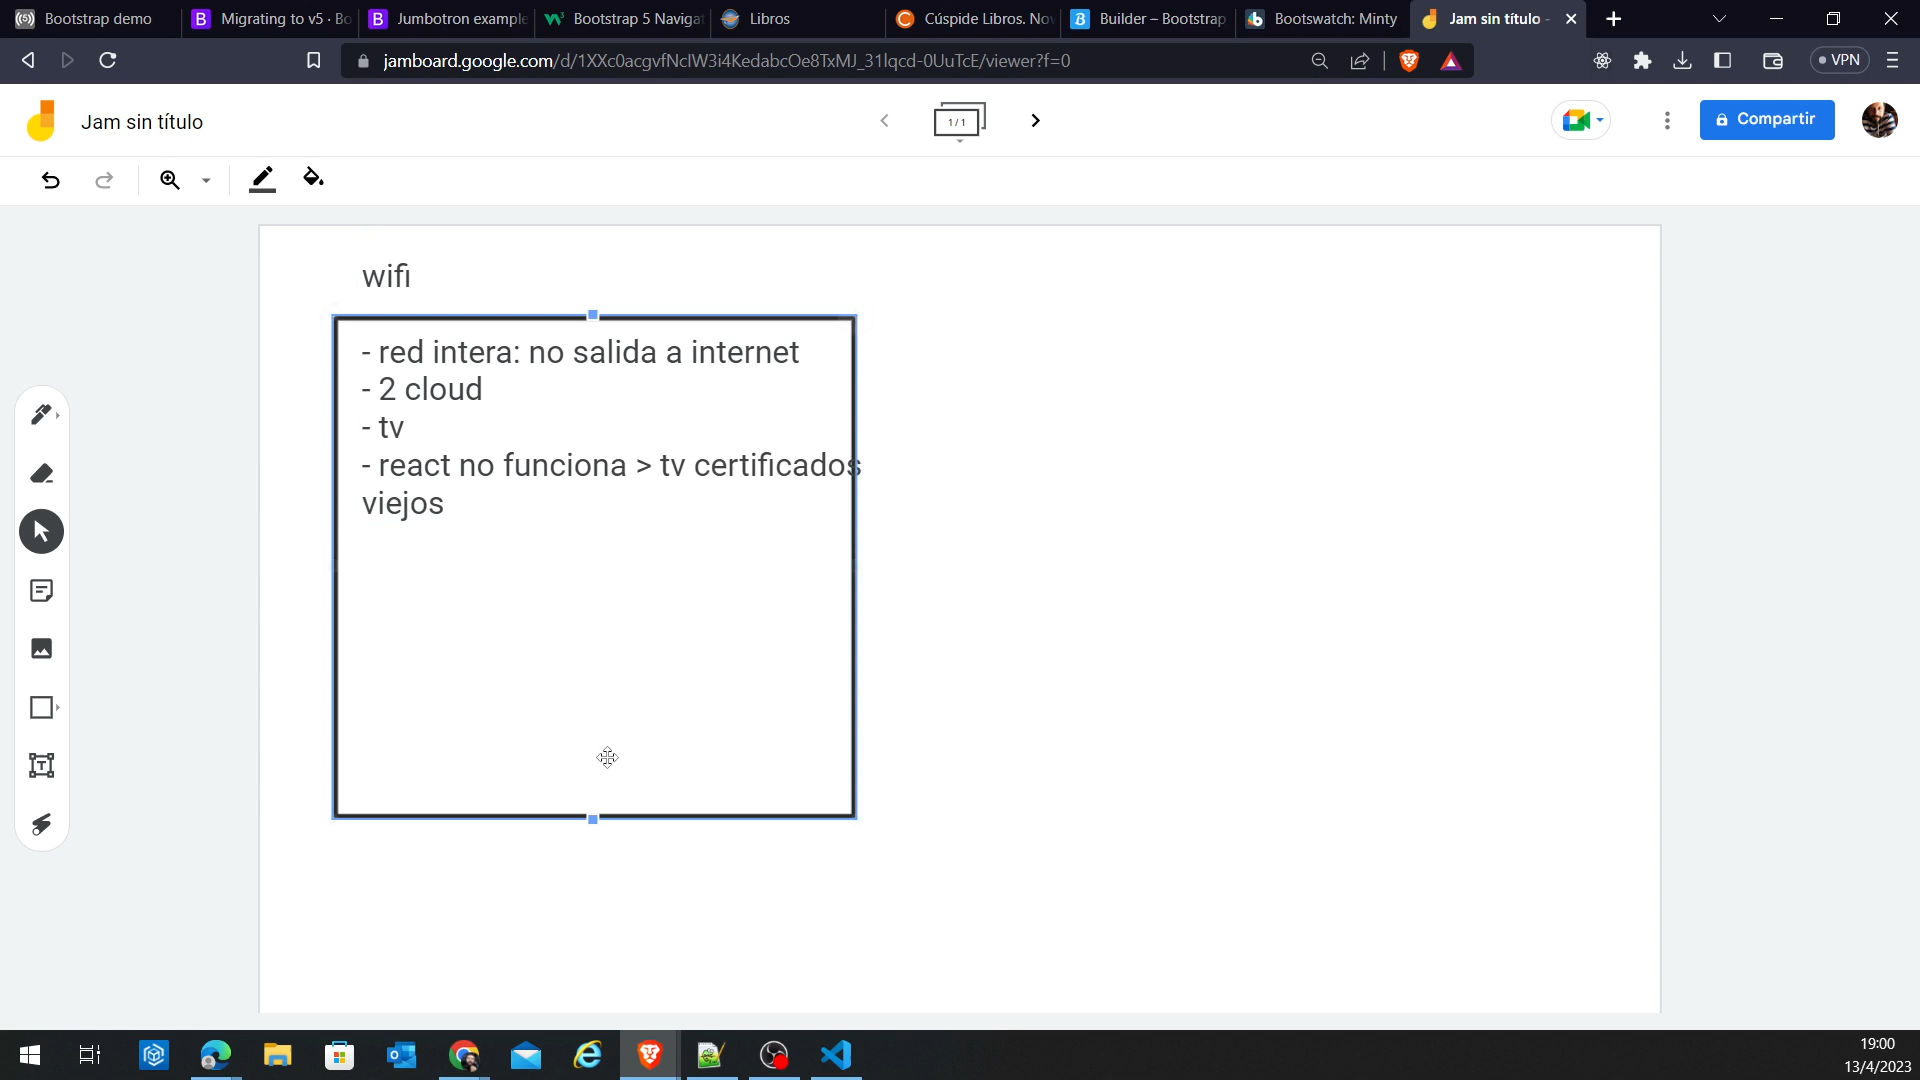 Bootstrap demo
Migrating to v5 · Bo
Jumbotron example
Bootstrap 5 Navigat
Libros
Cúspide Libros. Nov
Builder – Bootstrap
Bootswatch: Minty
Jam sin título -
jamboard.google.com/d/1XXc0acgvfNclW3i4KedabcOe8TxMJ_31lqcd-0UuTcE/viewer?f=0
VPN
Jam sin título
1 / 1
Compartir
wifi
- red intera: no salida a internet
- 2 cloud
- tv
- react no funciona > tv certificados
viejos
19:00
13/4/2023